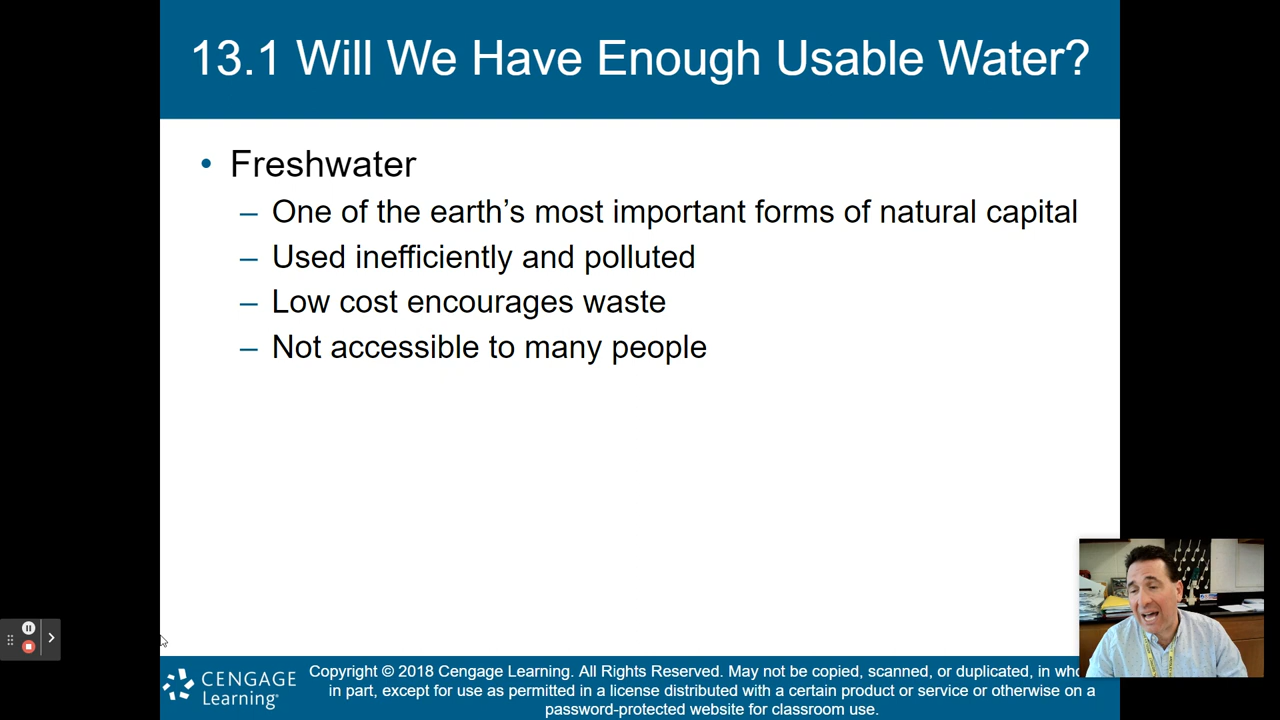 13.1 Will We Have Enough Usable Water?
• Freshwater
– One of the earth’s most important forms of natural capital
– Used inefficiently and polluted
– Low cost encourages waste
– Not accessible to many people
CENGAGE
Learning®
Copyright © 2018 Cengage Learning. All Rights Reserved. May not be copied, scanned, or duplicated, in
in part, except for use as permitted in a license distributed with a certain product or service or otherwise on a
password-protected website for classroom use.